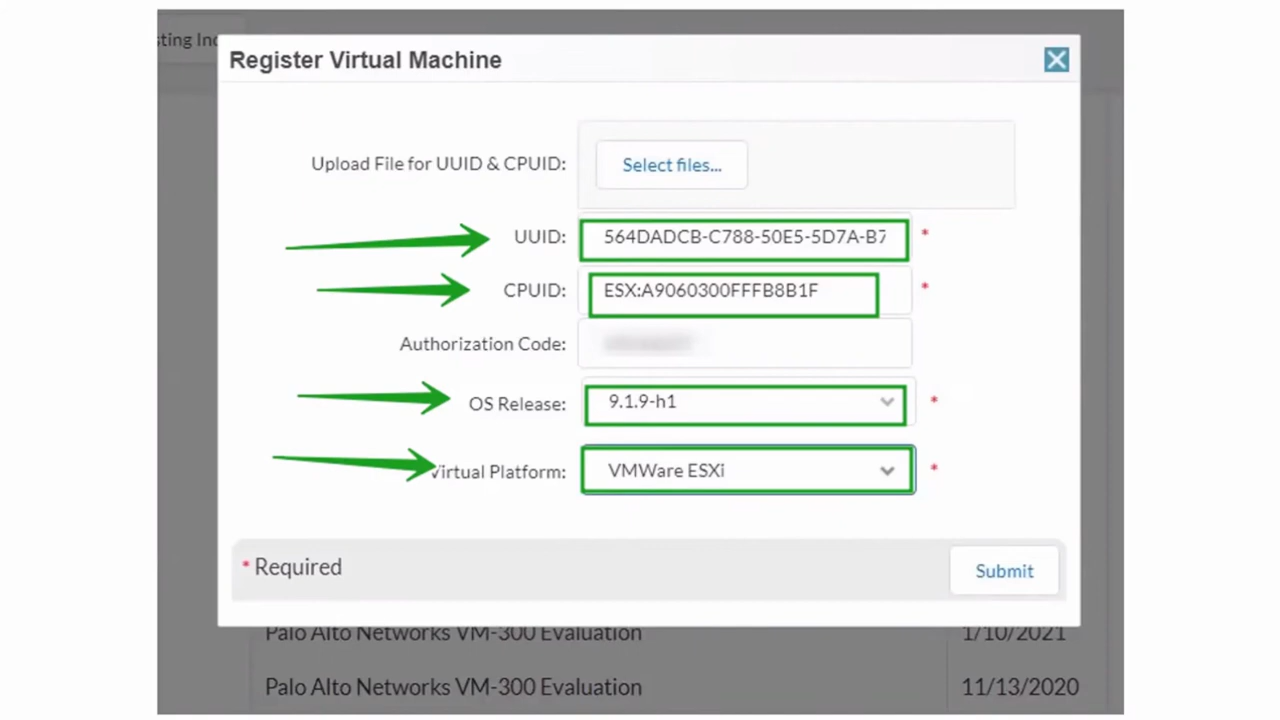 sting In
Register Virtual Machine
Upload File for UUID & CPUID:
Select files...
UUID:
564DADCB-C788-50E5-5D7A-B7
*
CPUID:
ESX:A9060300FFFB8B1F
*
Authorization Code:
OS Release:
9.1.9-h1
*
Virtual Platform:
VMWare ESXi
*
* Required
Submit
Palo Alto Networks VM-300 Evaluation
1/10/2021
Palo Alto Networks VM-300 Evaluation
11/13/2020